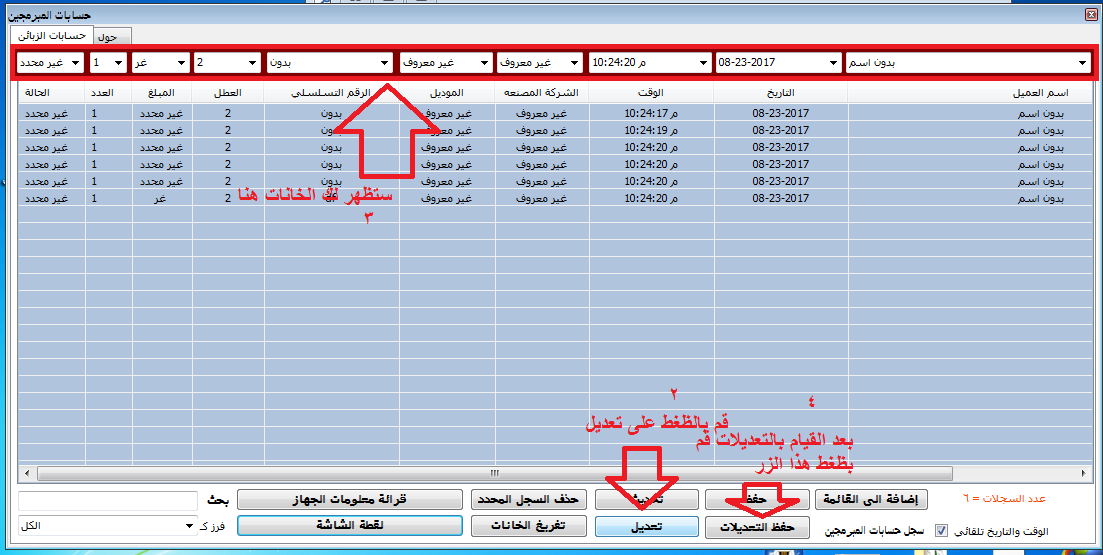 حسابات المبرمجين
حسابات الزبائن
حول
بدون اسم 08-23-2017 10:24:20 م غير معروف غير معروف بدون 2 غر 1 غير محدد
اسم العميل التاريخ الوقت الشركة المصنعه الموديل الرقم التسلسلي العطل المبلغ العدد الحالة
بدون اسم 08-23-2017 10:24:17 م غير معروف غير معروف بدون 2 غير محدد 1 غير محدد
بدون اسم 08-23-2017 10:24:19 م غير معروف غير معروف بدون 2 غير محدد 1 غير محدد
بدون اسم 08-23-2017 10:24:20 م غير معروف غير معروف بدون 2 غير محدد 1 غير محدد
بدون اسم 08-23-2017 10:24:20 م غير معروف غير معروف بدون 2 غير محدد 1 غير محدد
بدون اسم 08-23-2017 10:24:20 م غير معروف غير معروف بدون 2 غير محدد 1 غير محدد
بدون اسم 08-23-2017 10:24:20 م غير معروف غير معروف 2 غر 1 غير محدد
ستظهر لك الخانات هنا
٣
٢
قم بالظغط على تعديل
٤
بعد القيام بالتعديلات قم
بظغط هذا الزر
عدد السجلات = ٦
إضافة الى القائمة
حفظ
تحديث
حذف السجل المحدد
قرائة معلومات الجهاز
بحث
الوقت والتاريخ تلقائي
سجل حسابات المبرمجين
حفظ التعديلات
تعديل
تفريغ الخانات
لقطة الشاشة
فرز كـ
الكل